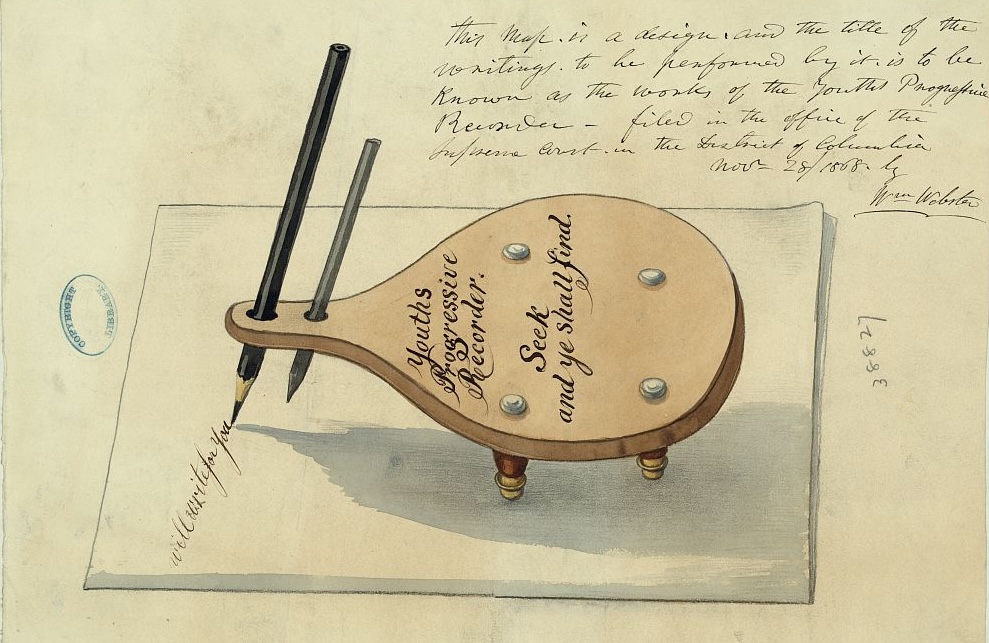 This Map is a design and the title of the
writings to be performed by it is to be
Known as the works of the Youths Progressive
Recorder – filed in the office of the
Supreme Court in the District of Columbia
Novr 28/1868 by
Wm Webster
Youths
Progressive
Recorder.
Seek
and ye shall find.
will write for you
COPYRIGHT
LIBRARY
3882